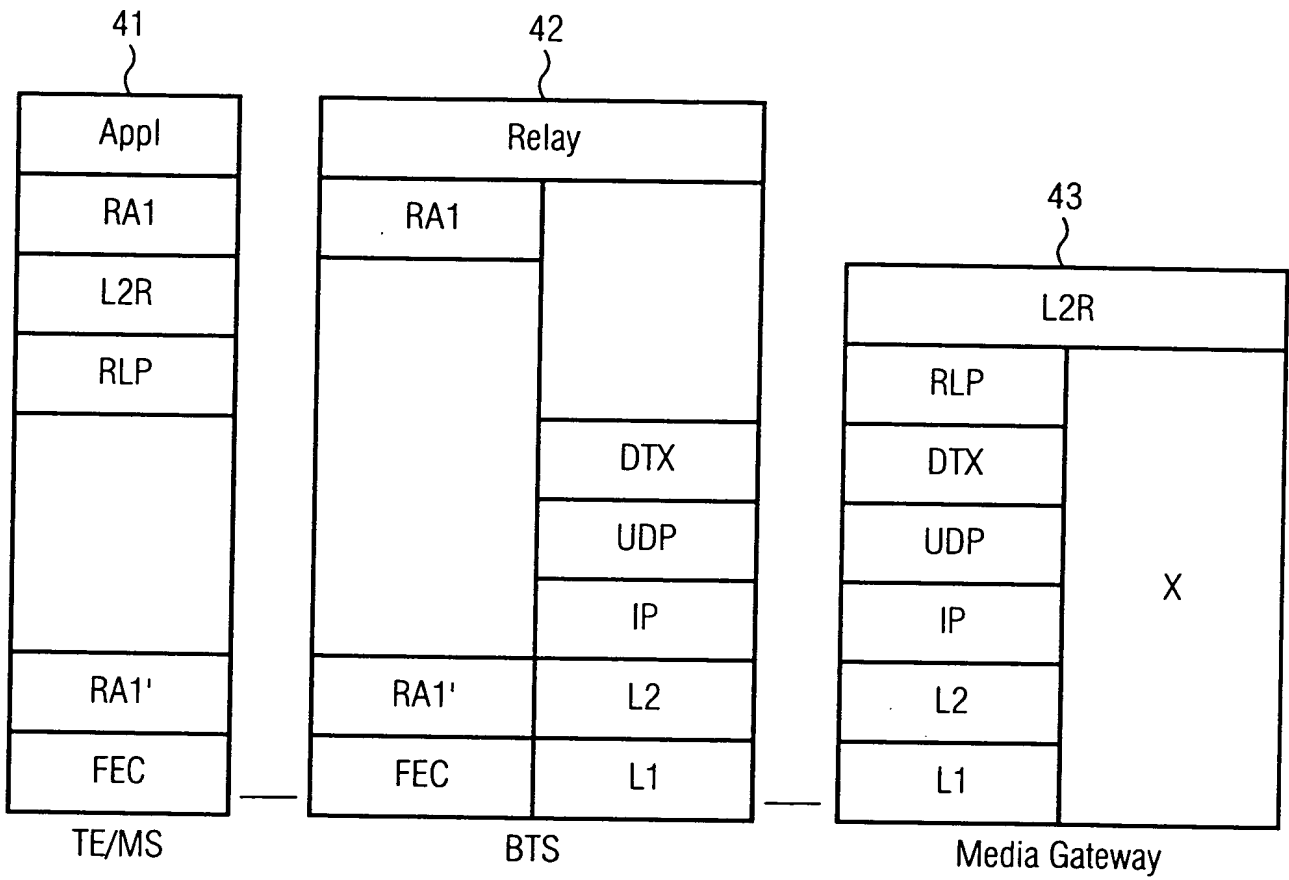 41
Appl
RA1
L2R
RLP
RA1'
FEC
TE/MS
42
Relay
RA1
DTX
UDP
IP
RA1' L2
FEC L1
BTS
43
L2R
RLP
DTX
UDP
IP
L2
L1
X
Media Gateway